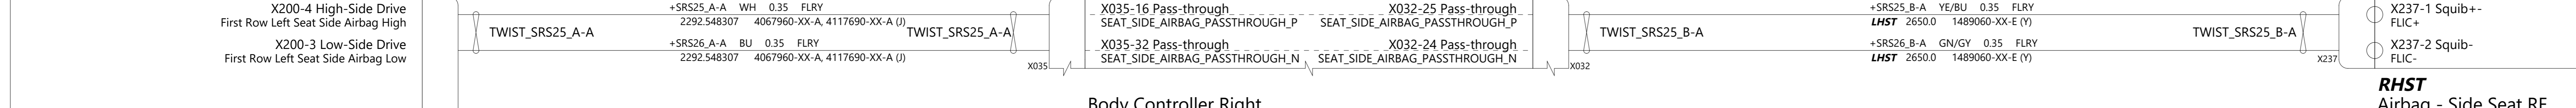 X200-4 High-Side Drive
First Row Left Seat Side Airbag High
X200-3 Low-Side Drive
First Row Left Seat Side Airbag Low
TWIST_SRS25_A-A
+SRS25_A-A WH 0.35 FLRY
2292.548307 4067960-XX-A, 4117690-XX-A (J)
+SRS26_A-A BU 0.35 FLRY
2292.548307 4067960-XX-A, 4117690-XX-A (J)
TWIST_SRS25_A-A
X035
X035-16 Pass-through
SEAT_SIDE_AIRBAG_PASSTHROUGH_P
X035-32 Pass-through
SEAT_SIDE_AIRBAG_PASSTHROUGH_N
X032-25 Pass-through
SEAT_SIDE_AIRBAG_PASSTHROUGH_P
X032-24 Pass-through
SEAT_SIDE_AIRBAG_PASSTHROUGH_N
X032
Body Controller Right
TWIST_SRS25_B-A
+SRS25_B-A YE/BU 0.35 FLRY
LHST 2650.0 1489060-XX-E (Y)
+SRS26_B-A GN/GY 0.35 FLRY
LHST 2650.0 1489060-XX-E (Y)
TWIST_SRS25_B-A
X237
X237-1 Squib+-
FLIC+
X237-2 Squib-
FLIC-
RHST
Airbag - Side Seat RF